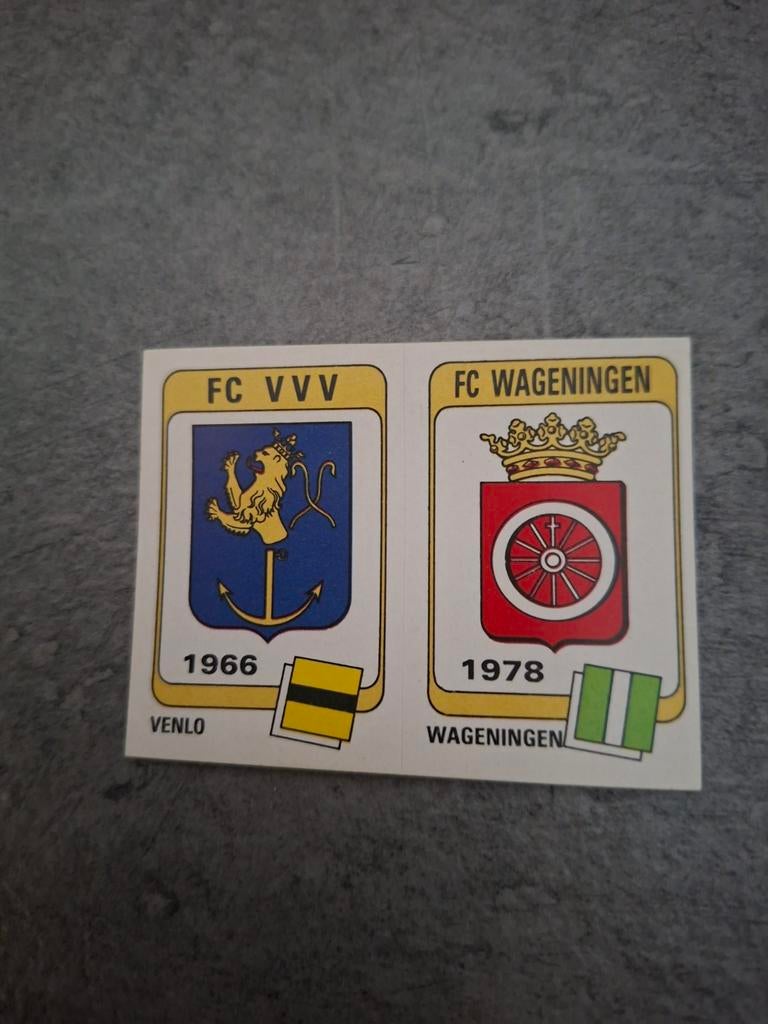 FC VVV
1966
VENLO
FC WAGENINGEN
1978
WAGENINGEN